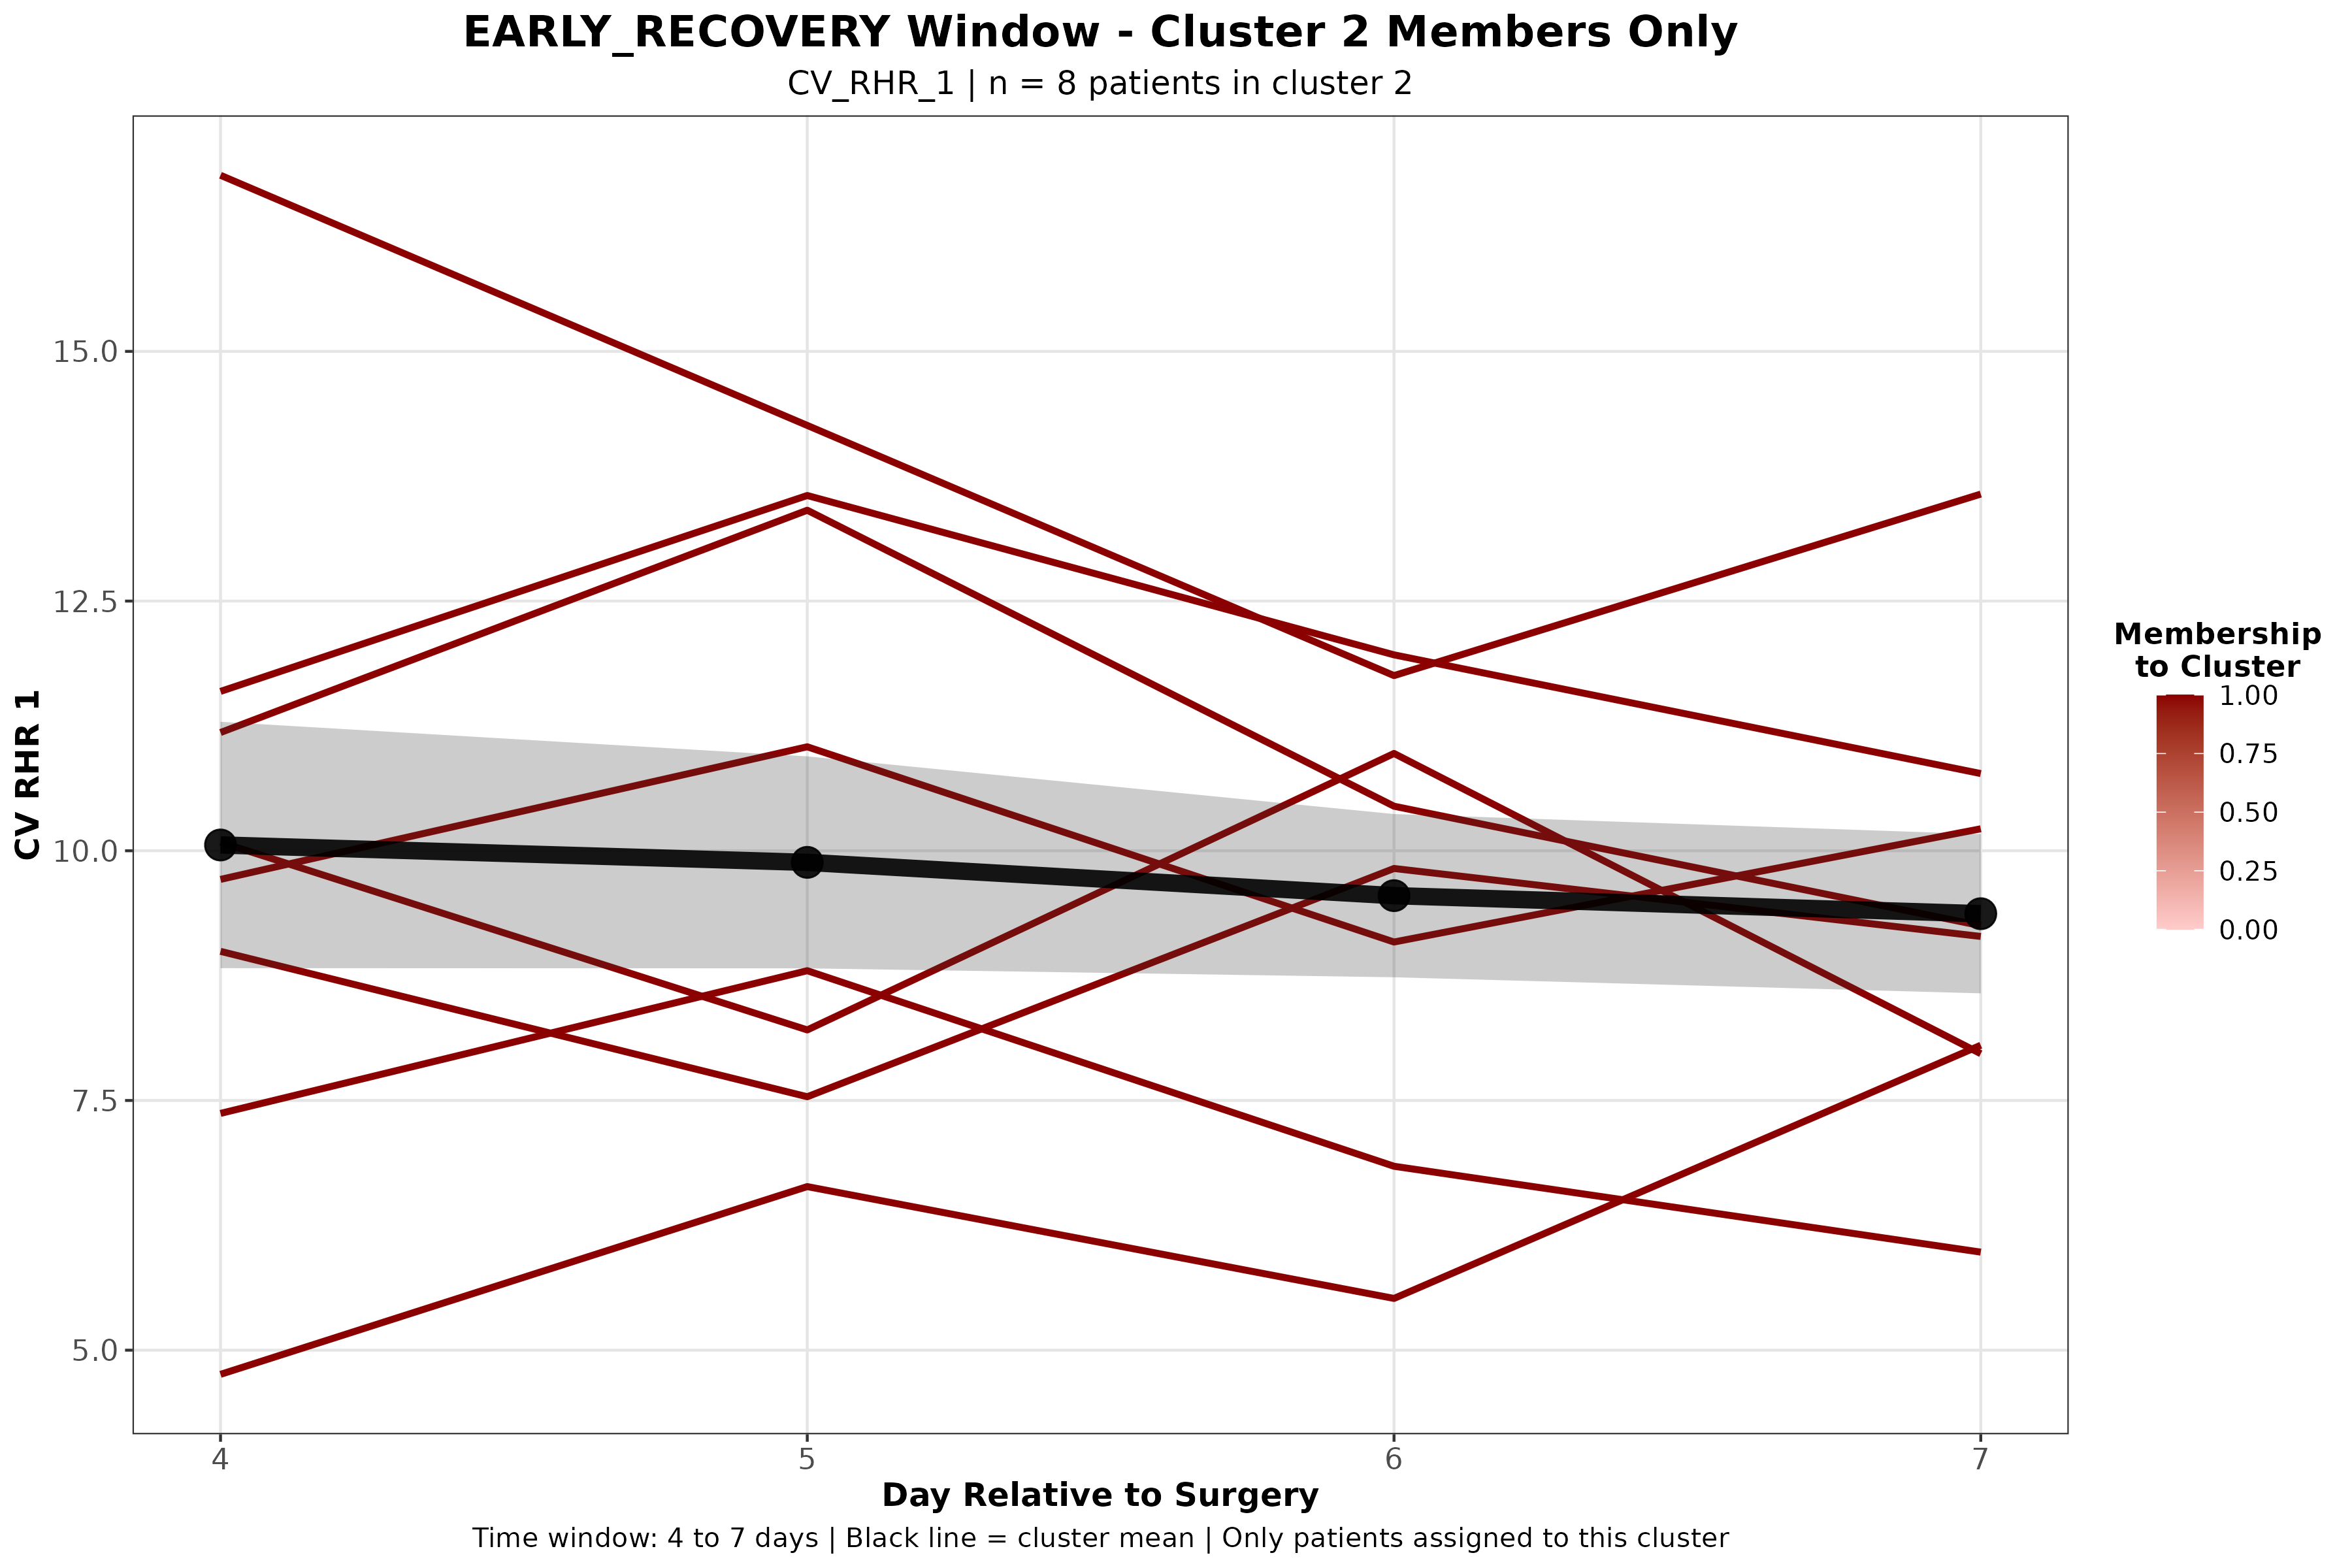 EARLY_RECOVERY Window - Cluster 2 Members Only
CV_RHR_1 | n = 8 patients in cluster 2
CV RHR 1
15.0
12.5
10.0
7.5
5.0
4
5
6
7
Day Relative to Surgery
Time window: 4 to 7 days | Black line = cluster mean | Only patients assigned to this cluster
Membership
to Cluster
1.00
0.75
0.50
0.25
0.00